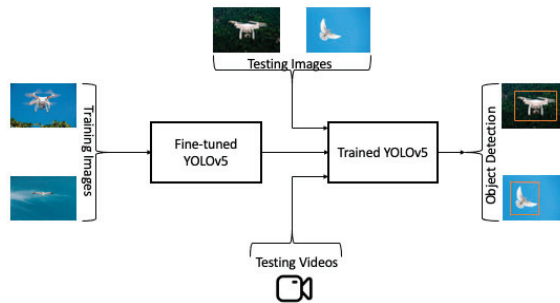 Testing Images
Training Images
Fine-tuned
YOLOv5
Trained YOLOv5
Object Detection
Testing Videos